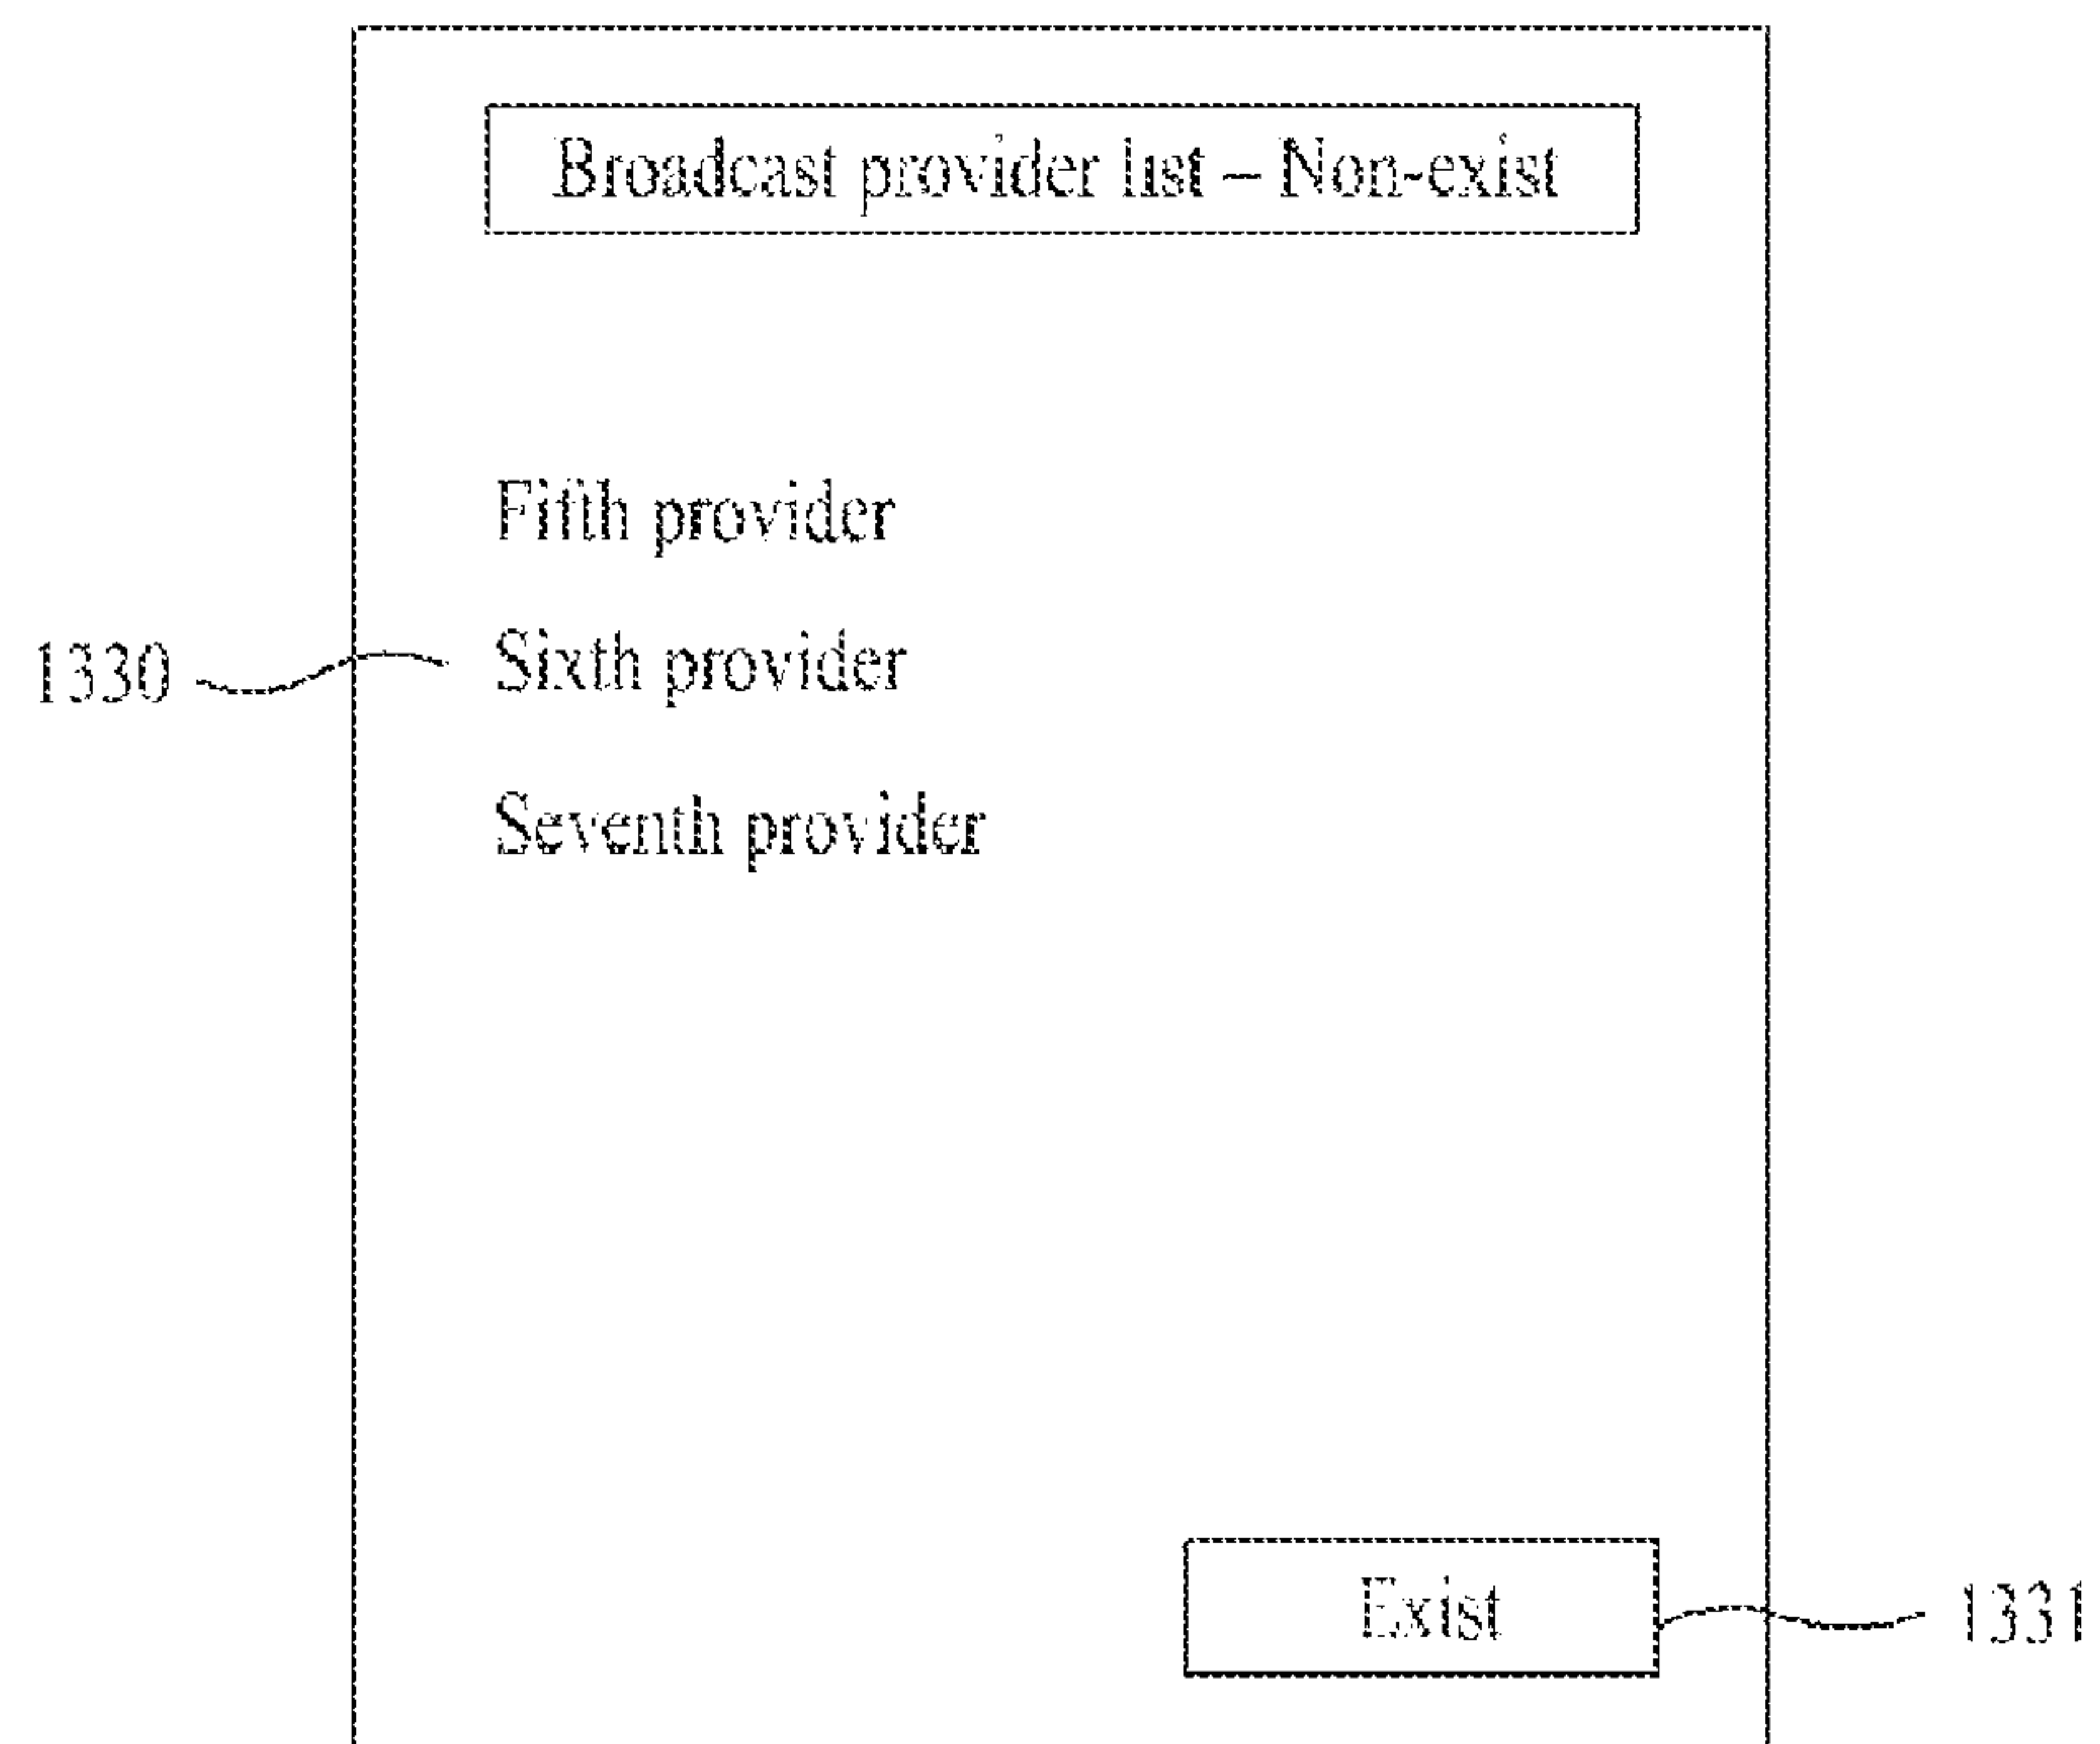 Broadcast provider list – Non-exist
Fifth provider
1330
Sixth provider
Seventh provider
Exist
1331